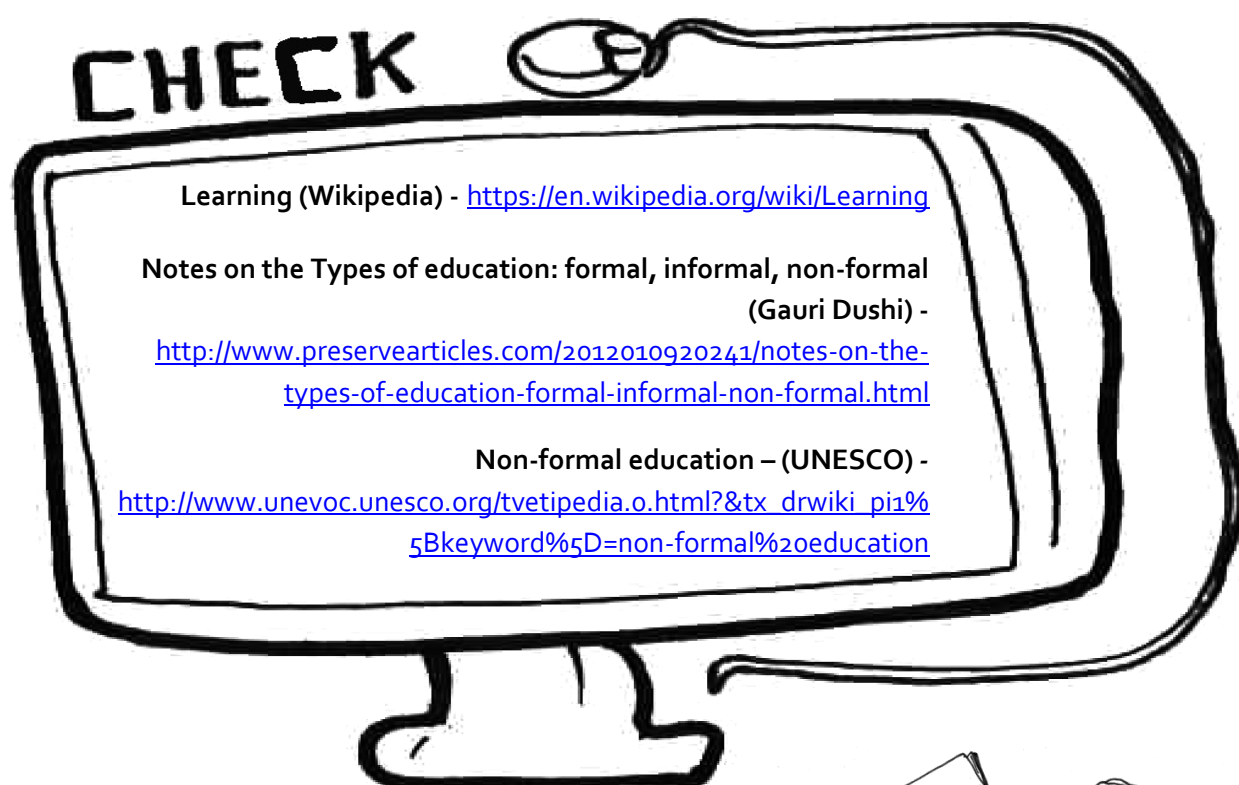 CHECK
Learning (Wikipedia) - https://en.wikipedia.org/wiki/Learning
Notes on the Types of education: formal, informal, non-formal
(Gauri Dushi) -
http://www.preservearticles.com/2012010920241/notes-on-the-
types-of-education-formal-informal-non-formal.html
Non-formal education – (UNESCO) -
http://www.unevoc.unesco.org/tvetipedia.0.html?&tx_drwiki_pi1%
5Bkeyword%5D=non-formal%20education